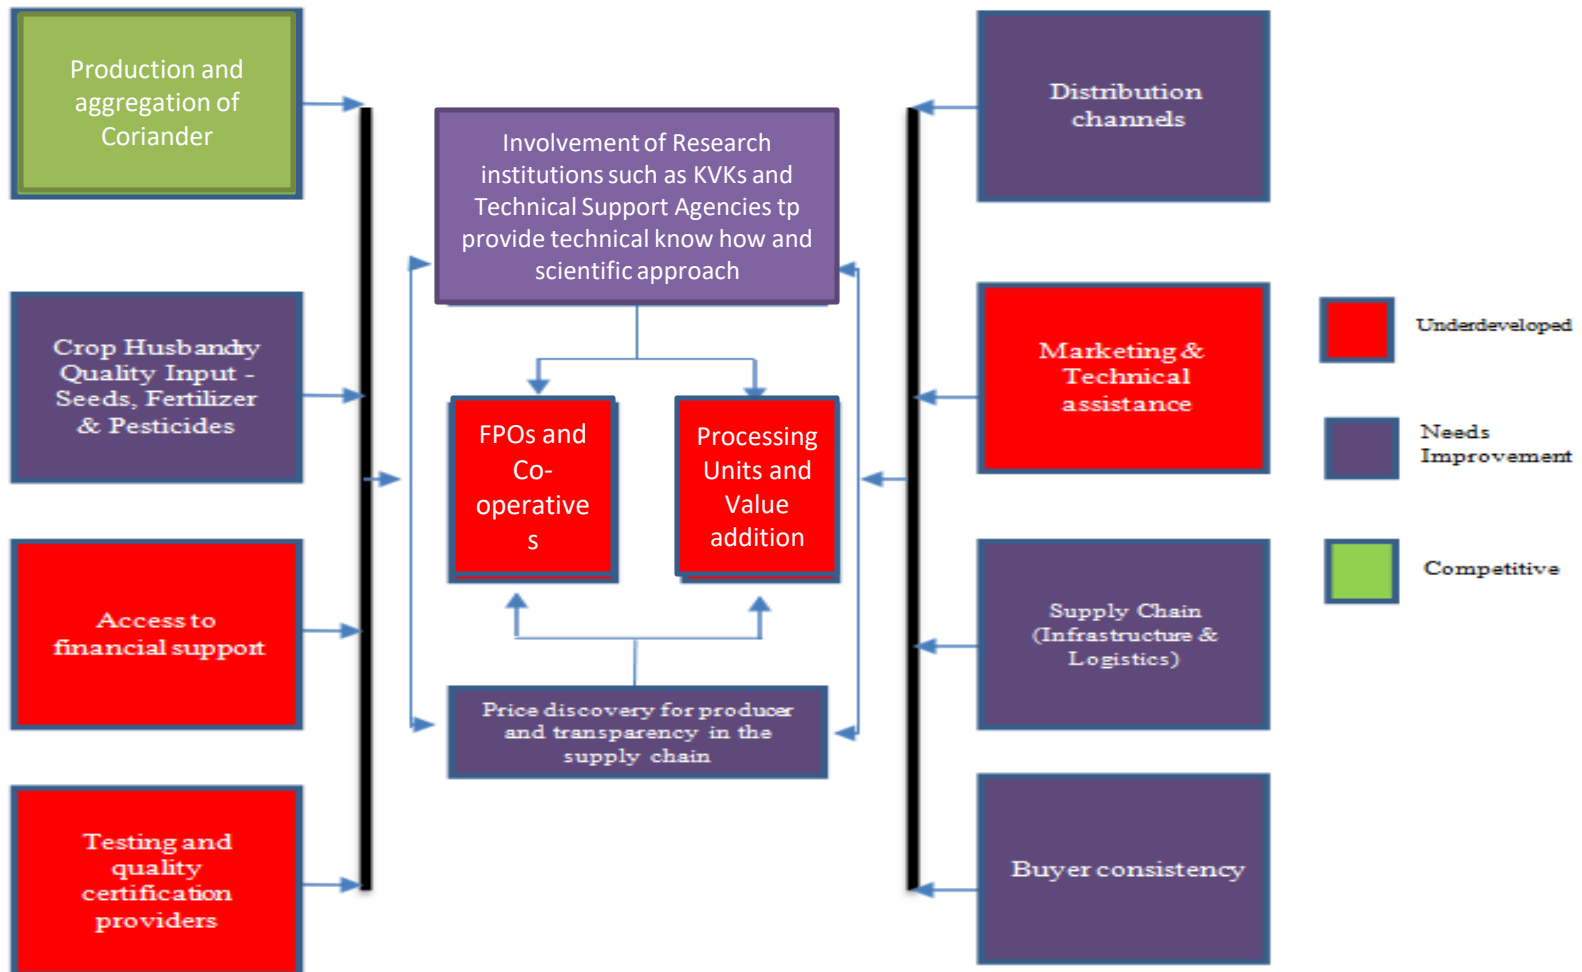 Production and
aggregation of
Coriander
Crop Husbandry
Quality Input -
Seeds, Fertilizer
& Pesticides
Access to
financial support
Testing and
quality
certification
providers
Involvement of Research
institutions such as KVKs and
Technical Support Agencies tp
provide technical know how and
scientific approach
FPOs and
Co-
operative
s
Processing
Units and
Value
addition
Price discovery for producer
and transparency in the
supply chain
Distribution
channels
Marketing &
Technical
assistance
Supply Chain
(Infrastructure &
Logistics)
Buyer consistency
Underdeveloped
Needs
Improvement
Competitive